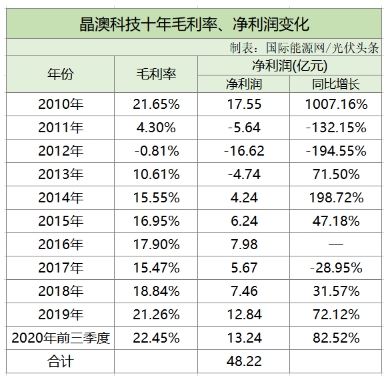 晶澳科技十年毛利率、净利润变化
制表：国际能源网/光伏头条
年份 毛利率 净利润(亿元)
净利润 同比增长
2010年 21.65% 17.55 1007.16%
2011年 4.30% -5.64 -132.15%
2012年 -0.81% -16.62 -194.55%
2013年 10.61% -4.74 71.50%
2014年 15.55% 4.24 198.72%
2015年 16.95% 6.24 47.18%
2016年 17.90% 7.98 —
2017年 15.47% 5.67 -28.95%
2018年 18.84% 7.46 31.57%
2019年 21.26% 12.84 72.12%
2020年前三季度 22.45% 13.24 82.52%
合计 48.22